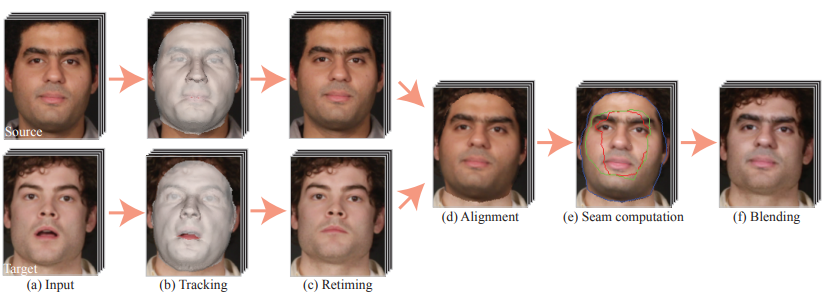 Source
Target
(a) Input
(b) Tracking
(c) Retiming
(d) Alignment
(e) Seam computation
(f) Blending